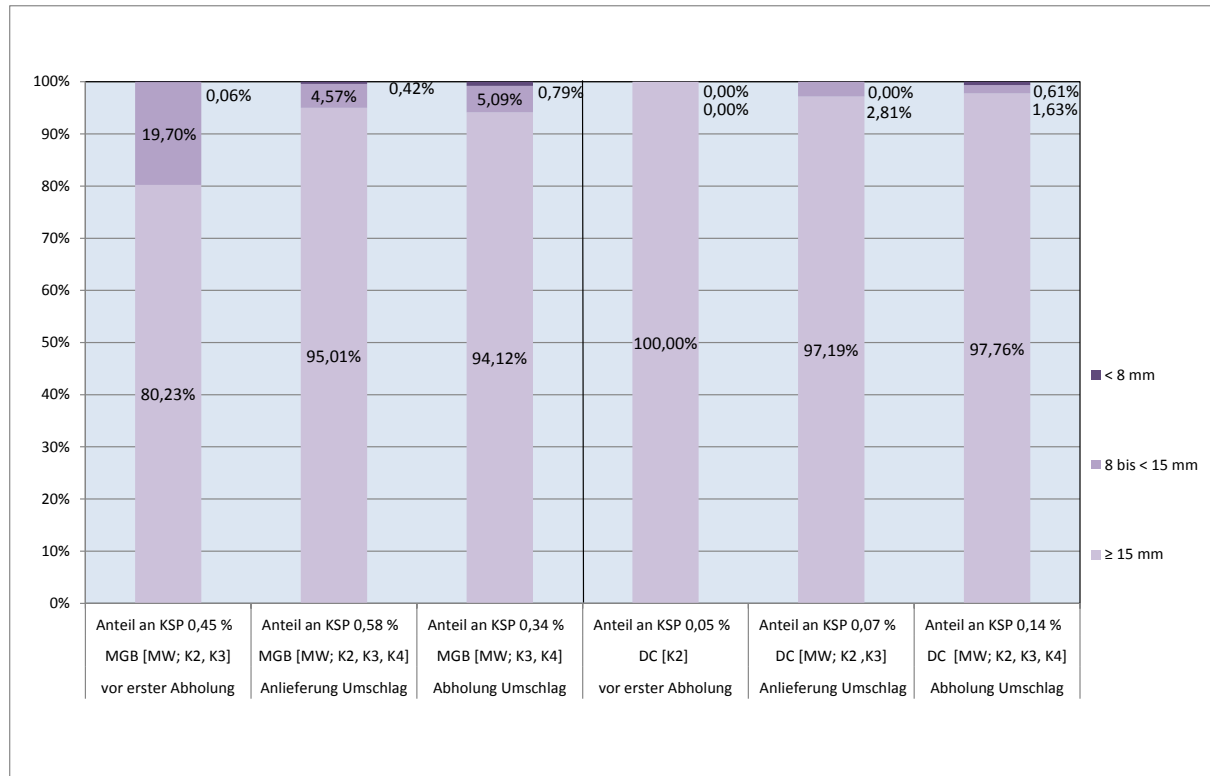 100%
90%
80%
70%
60%
50%
40%
30%
20%
10%
0%
0,06%
19,70%
80,23%
4,57%
0,42%
95,01%
5,09%
0,79%
94,12%
0,00%
0,00%
100,00%
0,00%
2,81%
97,19%
0,61%
1,63%
97,76%
< 8 mm
8 bis < 15 mm
≥ 15 mm
Anteil an KSP 0,45 %
MGB [MW; K2, K3]
vor erster Abholung
Anteil an KSP 0,58 %
MGB [MW; K2, K3, K4]
Anlieferung Umschlag
Anteil an KSP 0,34 %
MGB [MW; K3, K4]
Abholung Umschlag
Anteil an KSP 0,05 %
DC [K2]
vor erster Abholung
Anteil an KSP 0,07 %
DC [MW; K2 ,K3]
Anlieferung Umschlag
Anteil an KSP 0,14 %
DC [MW; K2, K3, K4]
Abholung Umschlag